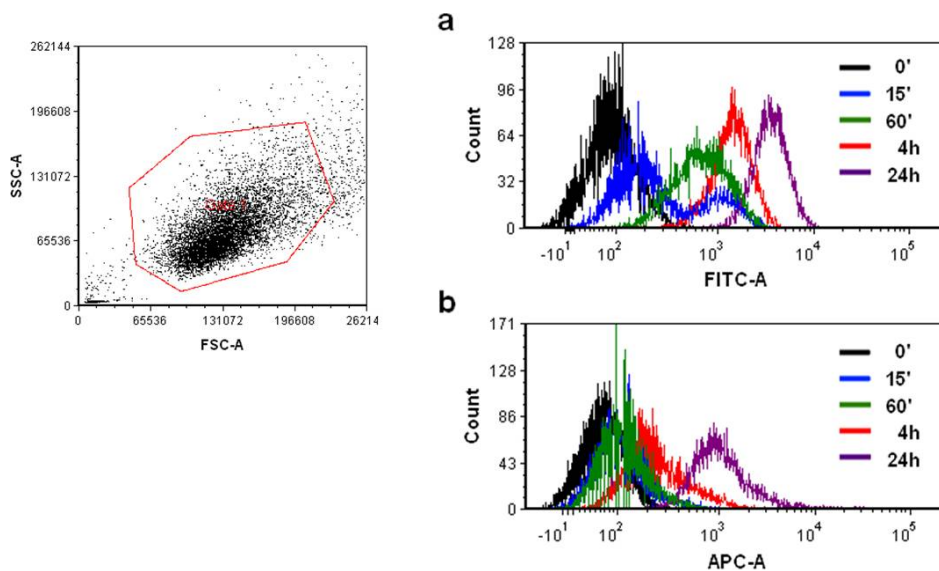 262144
196608
131072
65536
0
SSC-A
0 65536 131072 196608 26214
FSC-A
a
128
96
64
32
0
Count
0'
15'
60'
4h
24h
-10¹ 10² 10³ 10⁴ 10⁵
FITC-A
b
171
128
86
43
0
Count
0'
15'
60'
4h
24h
-10¹ 10² 10³ 10⁴ 10⁵
APC-A